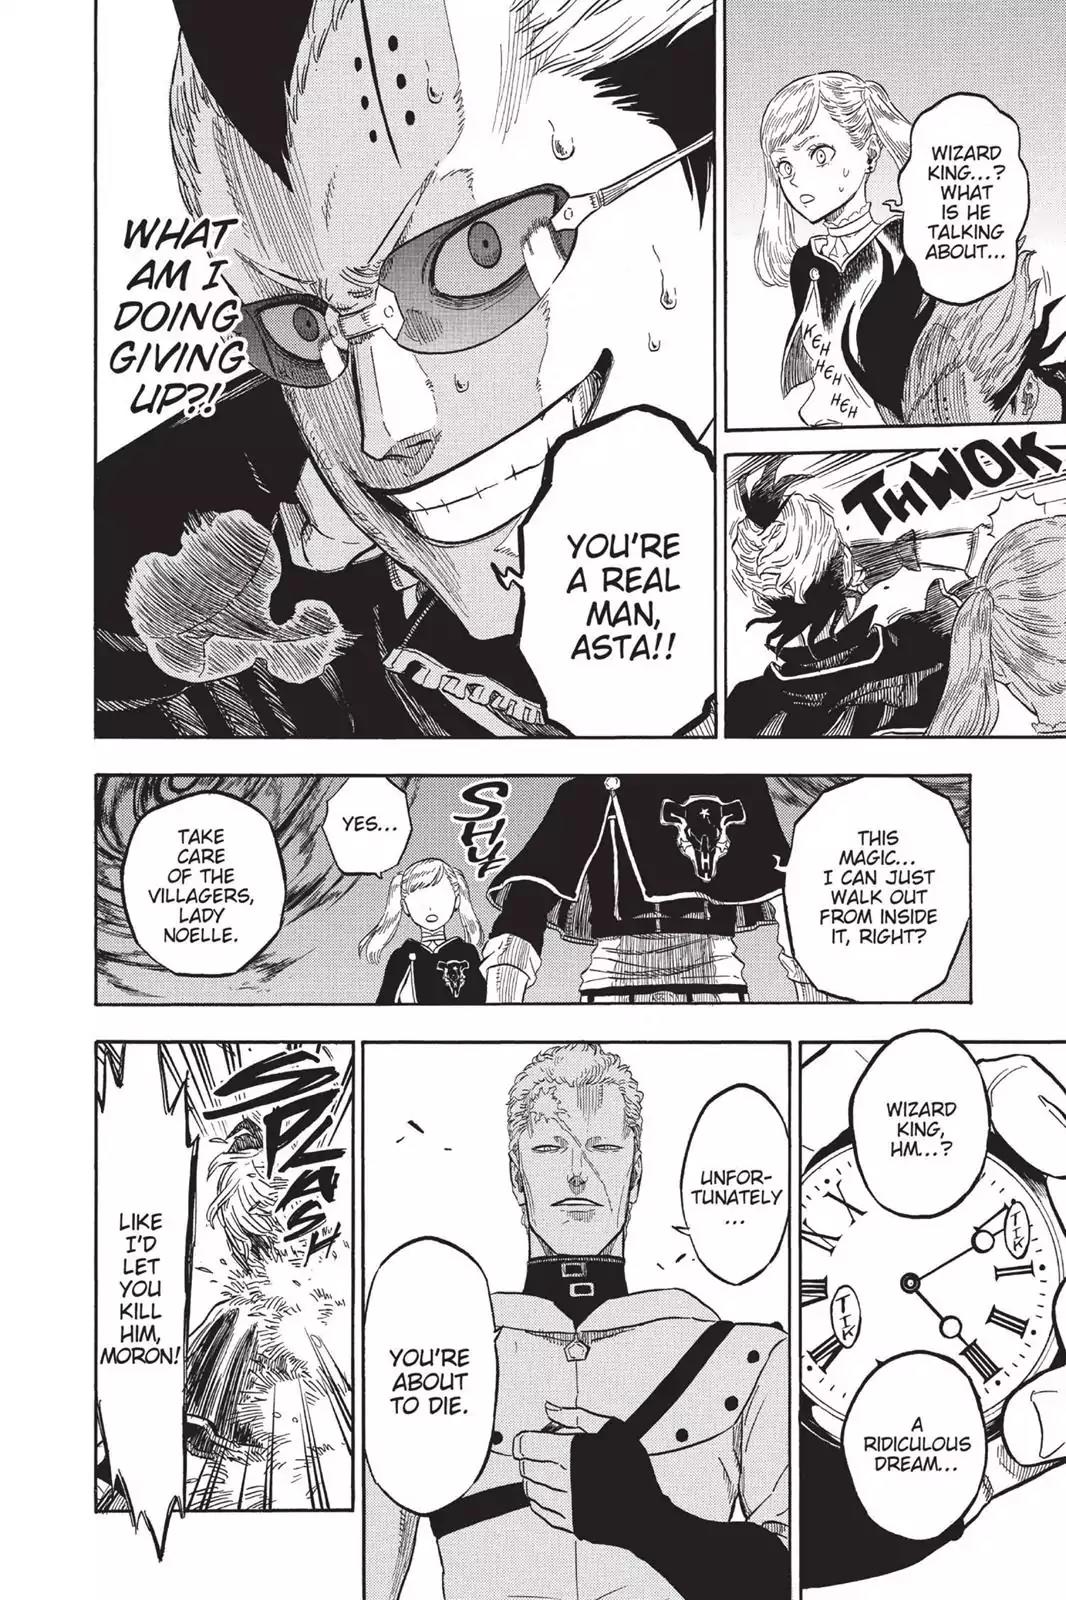 WIZARD
KING...?
WHAT
IS HE
TALKING
ABOUT...
KEH
HEH
HEH
HEH
THWOK
WHAT
AM I
DOING
GIVING
UP?!
YOU'RE
A REAL
MAN,
ASTA!!
THIS
MAGIC...
I CAN JUST
WALK OUT
FROM INSIDE
IT, RIGHT?
YES...
TAKE
CARE
OF THE
VILLAGERS,
LADY
NOELLE.
WIZARD
KING,
HM...?
TIK
TIK
A
RIDICULOUS
DREAM...
UNFOR-
TUNATELY
...
YOU'RE
ABOUT
TO DIE.
SPLASH
LIKE
I'D
LET
YOU
KILL
HIM,
MORON!